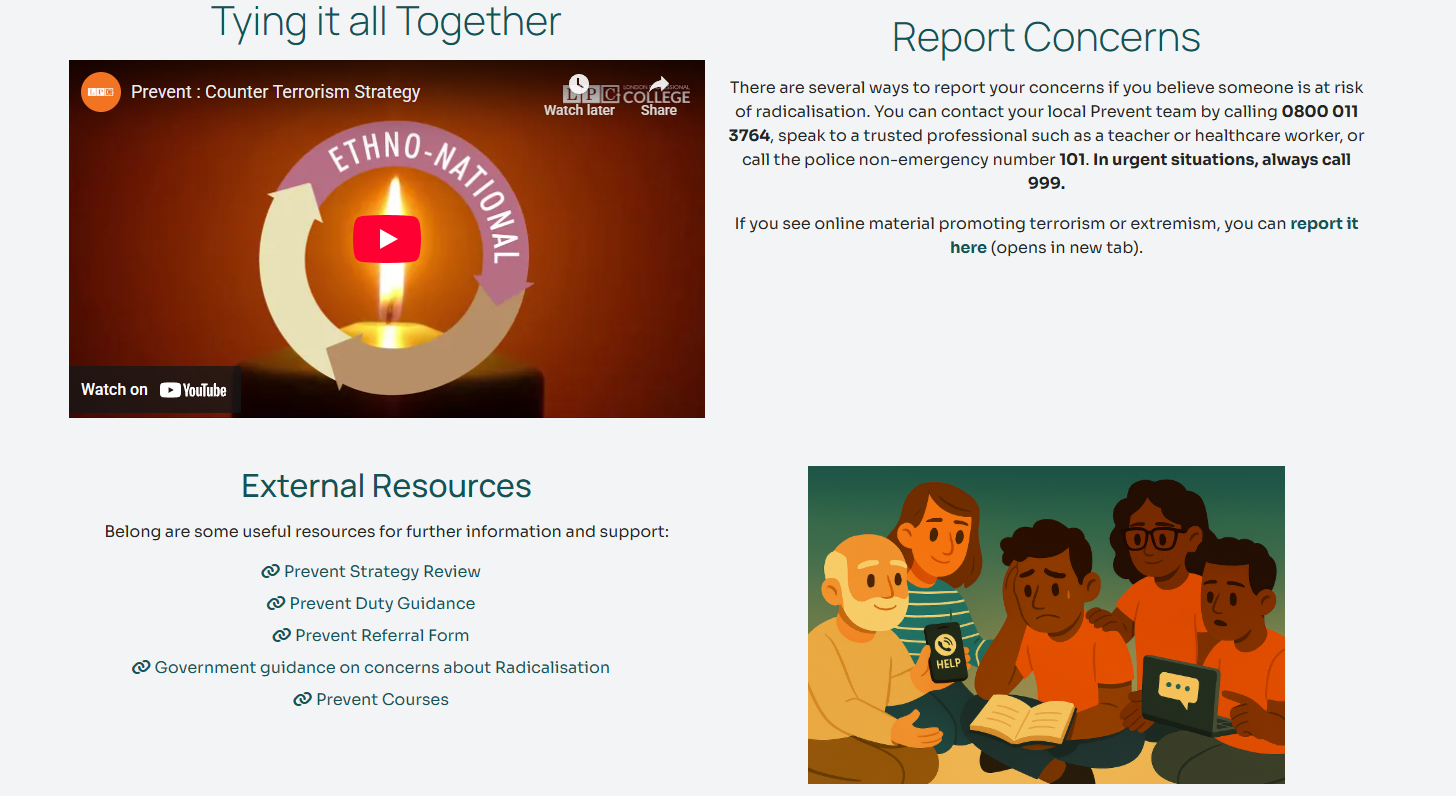 Tying it all Together
LPC
Prevent : Counter Terrorism Strategy
Watch later
Share
LPC
COLLEGE
ETHNO-NATIONAL
Watch on YouTube
Report Concerns
There are several ways to report your concerns if you believe someone is at risk
of radicalisation. You can contact your local Prevent team by calling 0800 011
3764, speak to a trusted professional such as a teacher or healthcare worker, or
call the police non-emergency number 101. In urgent situations, always call
999.
If you see online material promoting terrorism or extremism, you can report it
here (opens in new tab).
External Resources
Belong are some useful resources for further information and support:
Prevent Strategy Review
Prevent Duty Guidance
Prevent Referral Form
Government guidance on concerns about Radicalisation
Prevent Courses
HELP